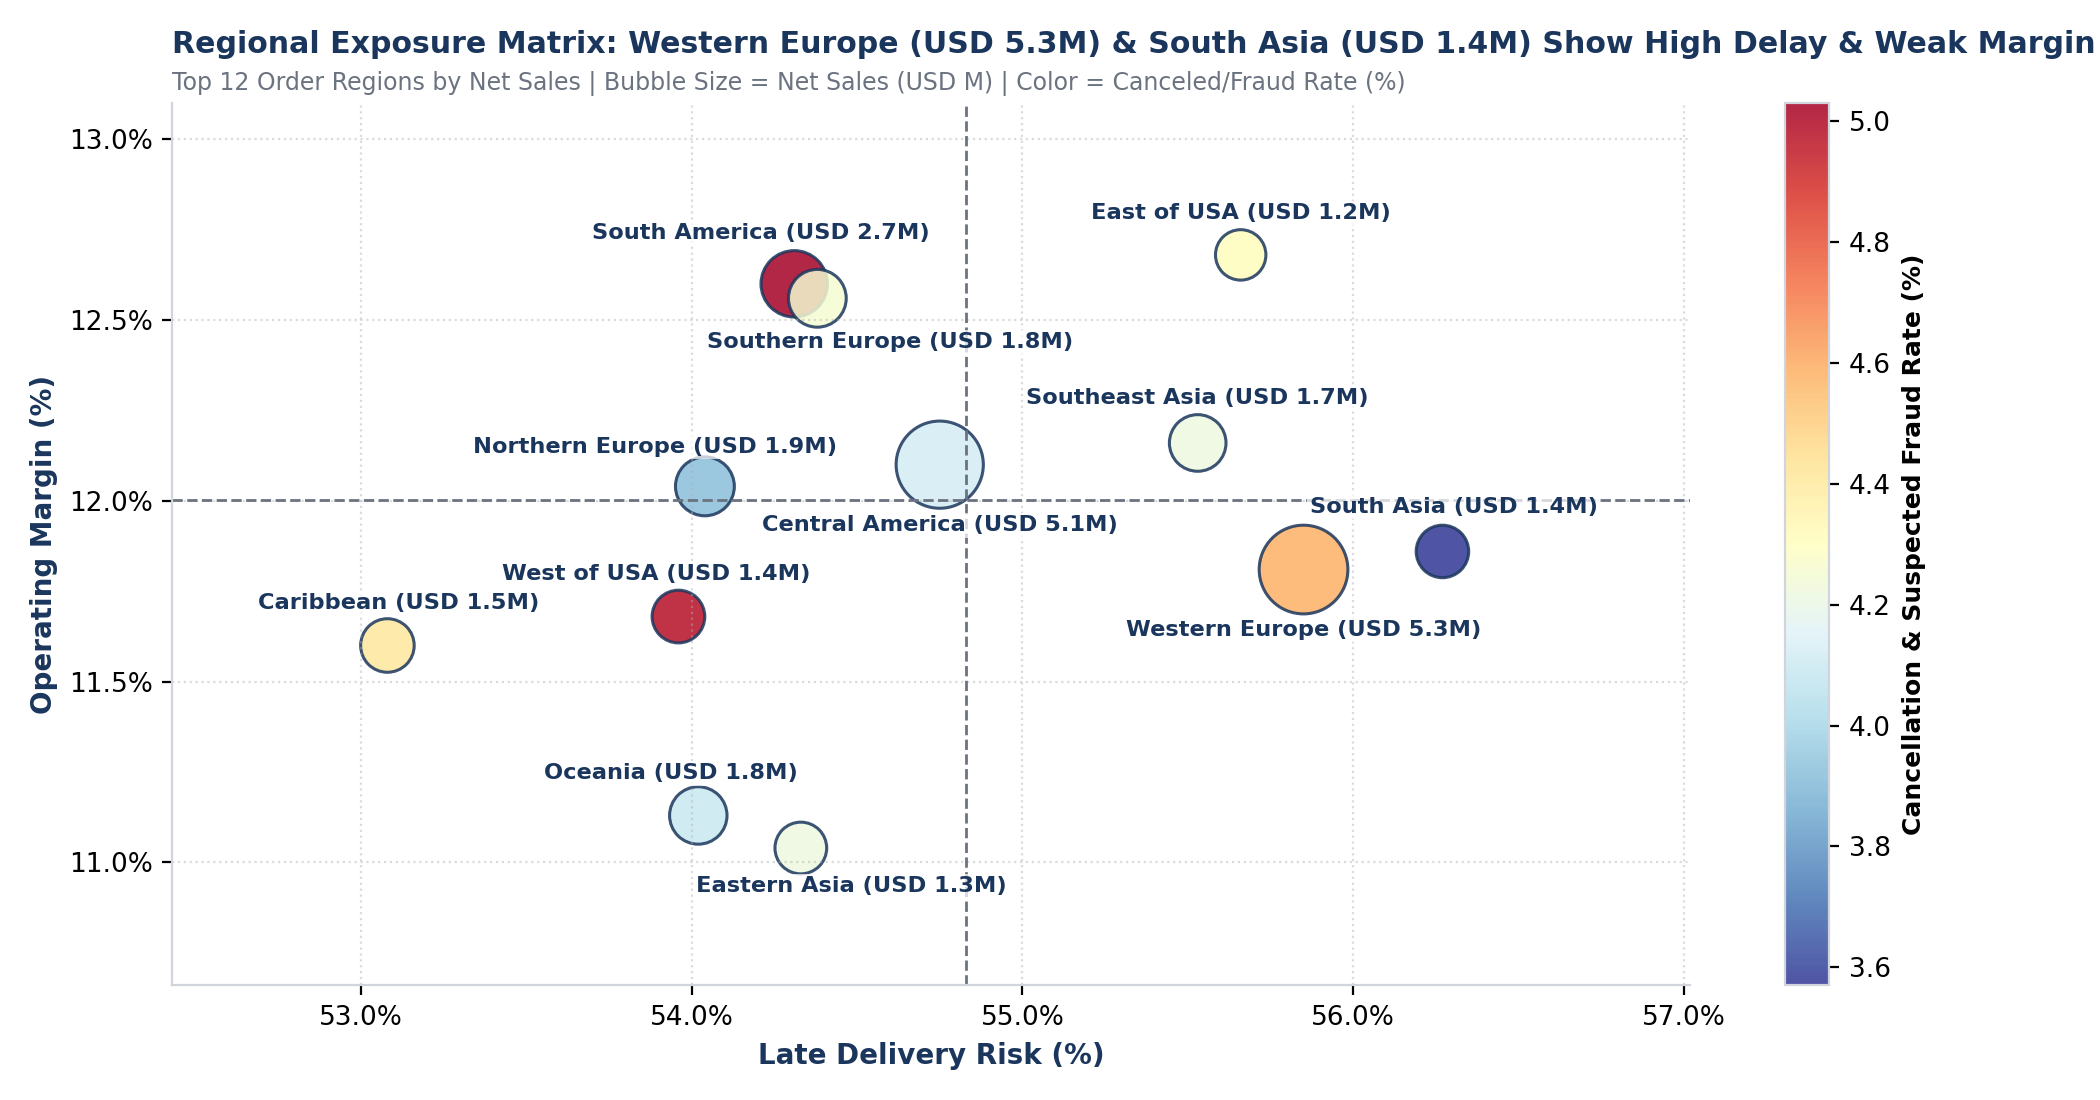 Regional Exposure Matrix: Western Europe (USD 5.3M) & South Asia (USD 1.4M) Show High Delay & Weak Margin
Top 12 Order Regions by Net Sales | Bubble Size = Net Sales (USD M) | Color = Canceled/Fraud Rate (%)
Operating Margin (%)
13.0%
12.5%
12.0%
11.5%
11.0%
South America (USD 2.7M)
East of USA (USD 1.2M)
Southern Europe (USD 1.8M)
Southeast Asia (USD 1.7M)
Northern Europe (USD 1.9M)
South Asia (USD 1.4M)
Central America (USD 5.1M)
West of USA (USD 1.4M)
Caribbean (USD 1.5M)
Western Europe (USD 5.3M)
Oceania (USD 1.8M)
Eastern Asia (USD 1.3M)
53.0%
54.0%
55.0%
56.0%
57.0%
Late Delivery Risk (%)
5.0
4.8
4.6
4.4
4.2
4.0
3.8
3.6
Cancellation & Suspected Fraud Rate (%)